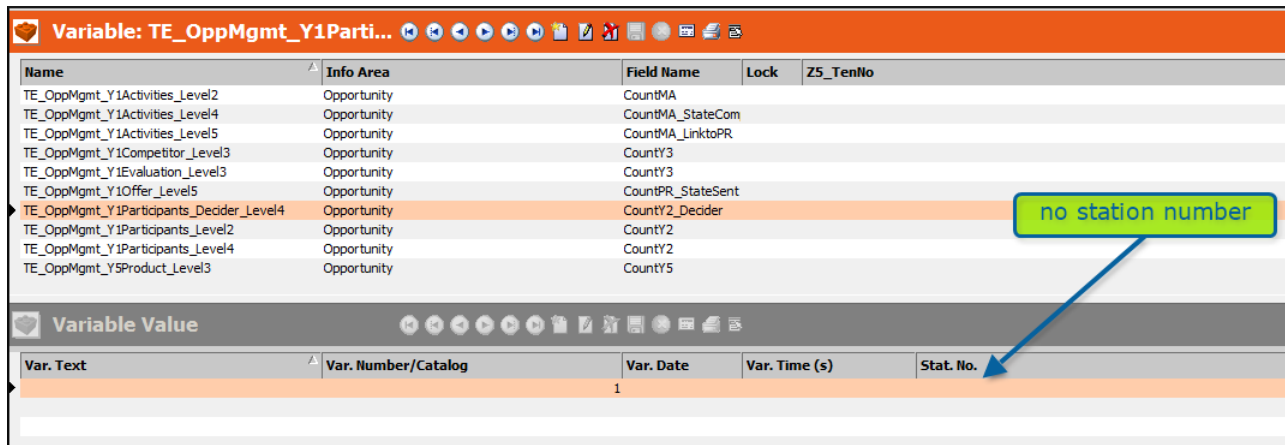 Variable: TE_OppMgmt_Y1Parti...
Name Info Area Field Name Lock Z5_TenNo
TE_OppMgmt_Y1Activities_Level2 Opportunity CountMA
TE_OppMgmt_Y1Activities_Level4 Opportunity CountMA_StateCom
TE_OppMgmt_Y1Activities_Level5 Opportunity CountMA_LinktoPR
TE_OppMgmt_Y1Competitor_Level3 Opportunity CountY3
TE_OppMgmt_Y1Evaluation_Level3 Opportunity CountY3
TE_OppMgmt_Y1Offer_Level5 Opportunity CountPR_StateSent
TE_OppMgmt_Y1Participants_Decider_Level4 Opportunity CountY2_Decider
no station number
TE_OppMgmt_Y1Participants_Level2 Opportunity CountY2
TE_OppMgmt_Y1Participants_Level4 Opportunity CountY2
TE_OppMgmt_Y5Product_Level3 Opportunity CountY5
Variable Value
Var. Text Var. Number/Catalog Var. Date Var. Time (s) Stat. No.
1